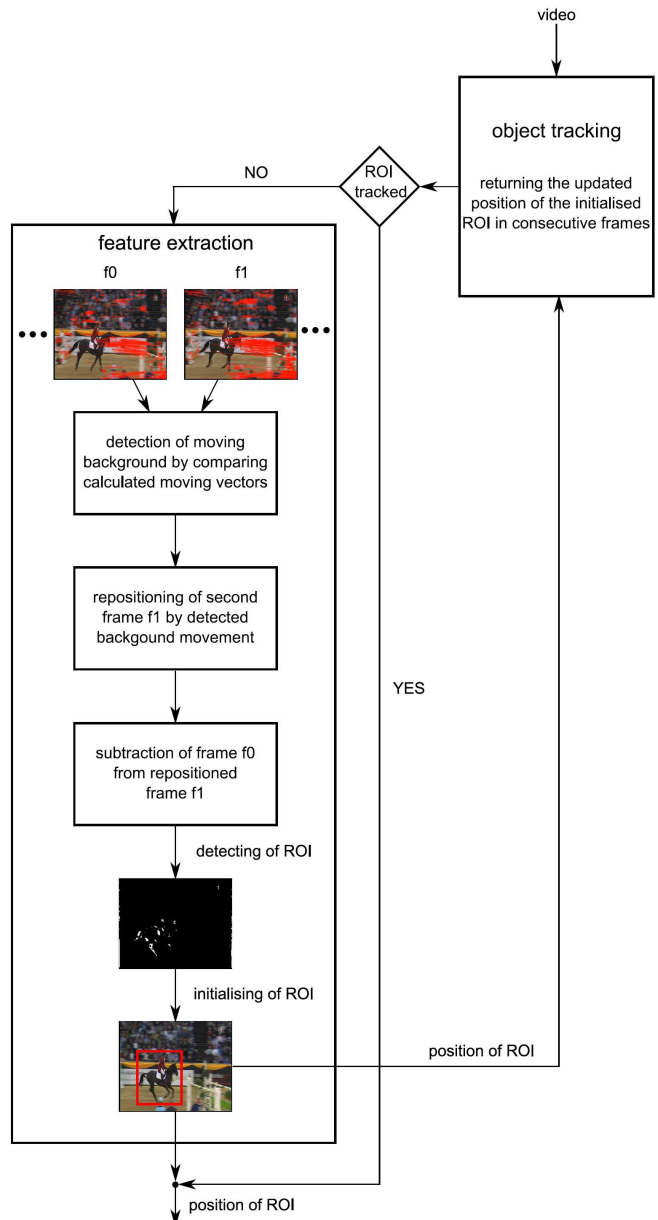 video
object tracking
returning the updated
position of the initialised
ROI in consecutive frames
ROI
tracked
NO
feature extraction
f0
f1
detection of moving
background by comparing
calculated moving vectors
repositioning of second
frame f1 by detected
backgound movement
YES
subtraction of frame f0
from repositioned
frame f1
detecting of ROI
initialising of ROI
position of ROI
position of ROI